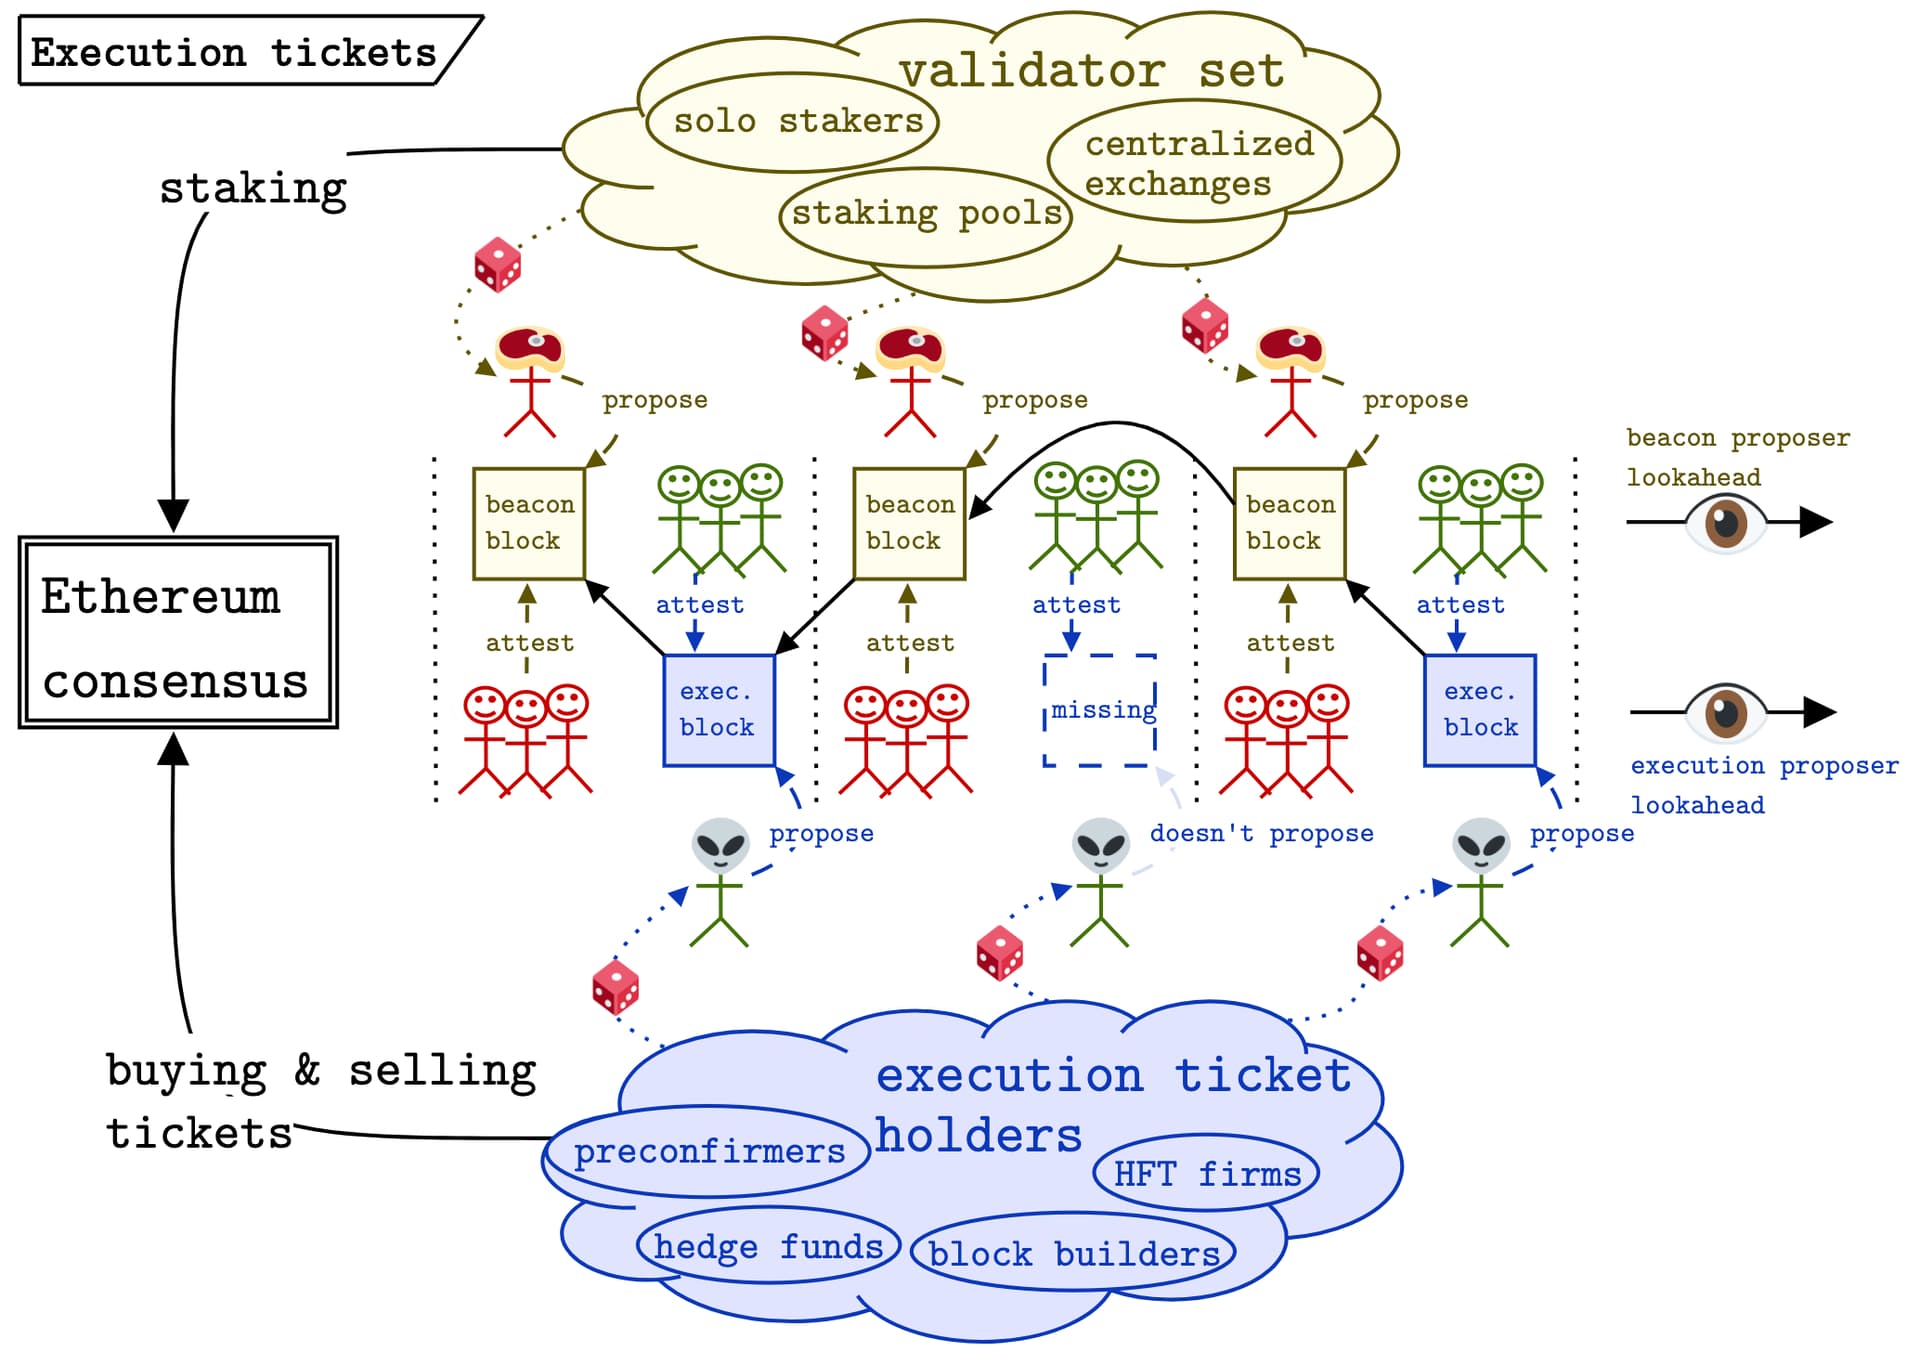 Execution tickets
validator set
solo stakers
centralized
exchanges
staking pools
staking
propose
propose
propose
beacon proposer
lookahead
beacon
block
beacon
block
beacon
block
attest
attest
attest
attest
attest
attest
Ethereum
consensus
exec.
block
missing
exec.
block
execution proposer
lookahead
propose
doesn't propose
propose
buying & selling
tickets
execution ticket
holders
preconfirmers
HFT firms
hedge funds
block builders